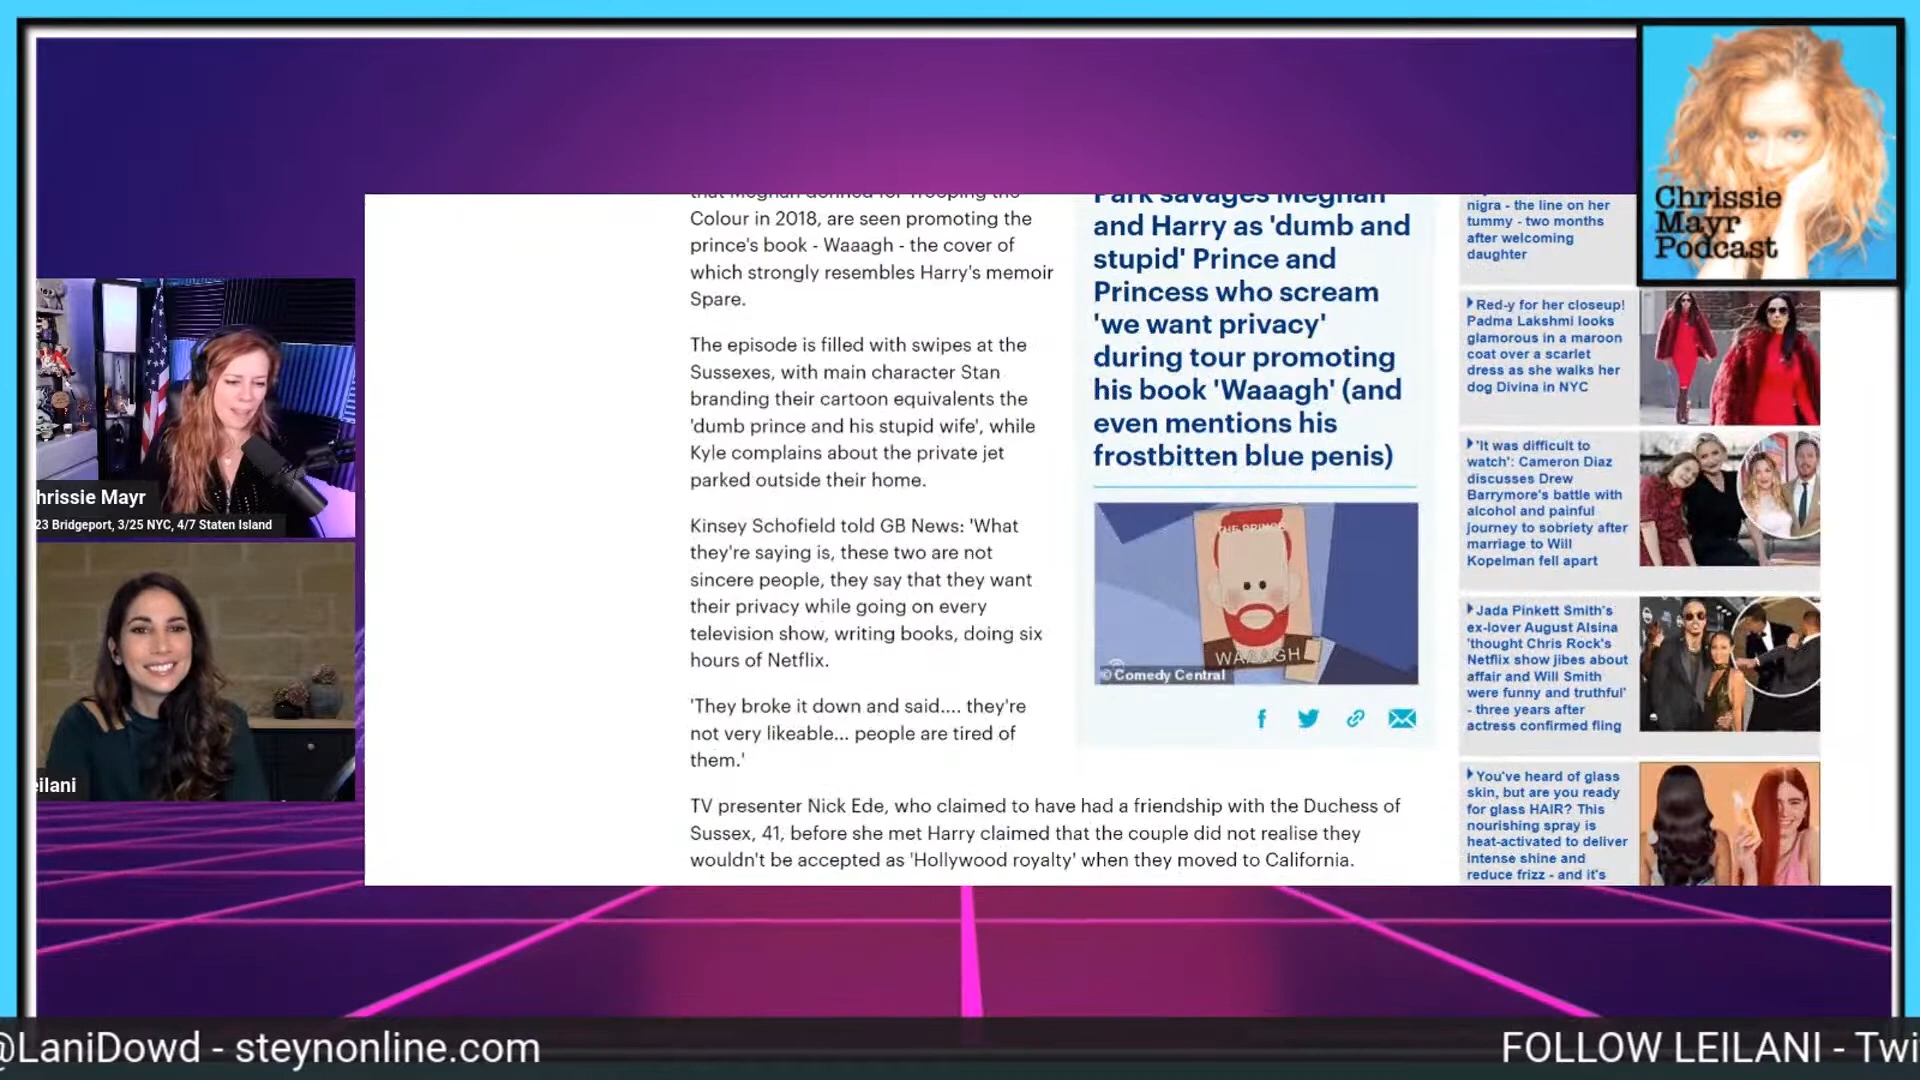 Chrissie
Mayr
Podcast
that Meghan donned for Trooping the
Colour in 2018, are seen promoting the
prince's book - Waaagh - the cover of
which strongly resembles Harry's memoir
Spare.
The episode is filled with swipes at the
Sussexes, with main character Stan
branding their cartoon equivalents the
'dumb prince and his stupid wife', while
Kyle complains about the private jet
parked outside their home.
Kinsey Schofield told GB News: 'What
they're saying is, these two are not
sincere people, they say that they want
their privacy while going on every
television show, writing books, doing six
hours of Netflix.
'They broke it down and said.... they're
not very likeable... people are tired of
them.'
TV presenter Nick Ede, who claimed to have had a friendship with the Duchess of
Sussex, 41, before she met Harry claimed that the couple did not realise they
wouldn't be accepted as 'Hollywood royalty' when they moved to California.
Park savages Meghan
and Harry as 'dumb and
stupid' Prince and
Princess who scream
'we want privacy'
during tour promoting
his book 'Waaagh' (and
even mentions his
frostbitten blue penis)
THE PRINCE
WAAAGH
© Comedy Central
nigra - the line on her
tummy - two months
after welcoming
daughter
Red-y for her closeup!
Padma Lakshmi looks
glamorous in a maroon
coat over a scarlet
dress as she walks her
dog Divina in NYC
'It was difficult to
watch': Cameron Diaz
discusses Drew
Barrymore's battle with
alcohol and painful
journey to sobriety after
marriage to Will
Kopelman fell apart
Jada Pinkett Smith's
ex-lover August Alsina
'thought Chris Rock's
Netflix show jibes about
affair and Will Smith
were funny and truthful'
- three years after
actress confirmed fling
You've heard of glass
skin, but are you ready
for glass HAIR? This
nourishing spray is
heat-activated to deliver
intense shine and
reduce frizz - and it's
hrissie Mayr
23 Bridgeport, 3/25 NYC, 4/7 Staten Island
eilani
@LaniDowd - steynonline.com
FOLLOW LEILANI - Twi